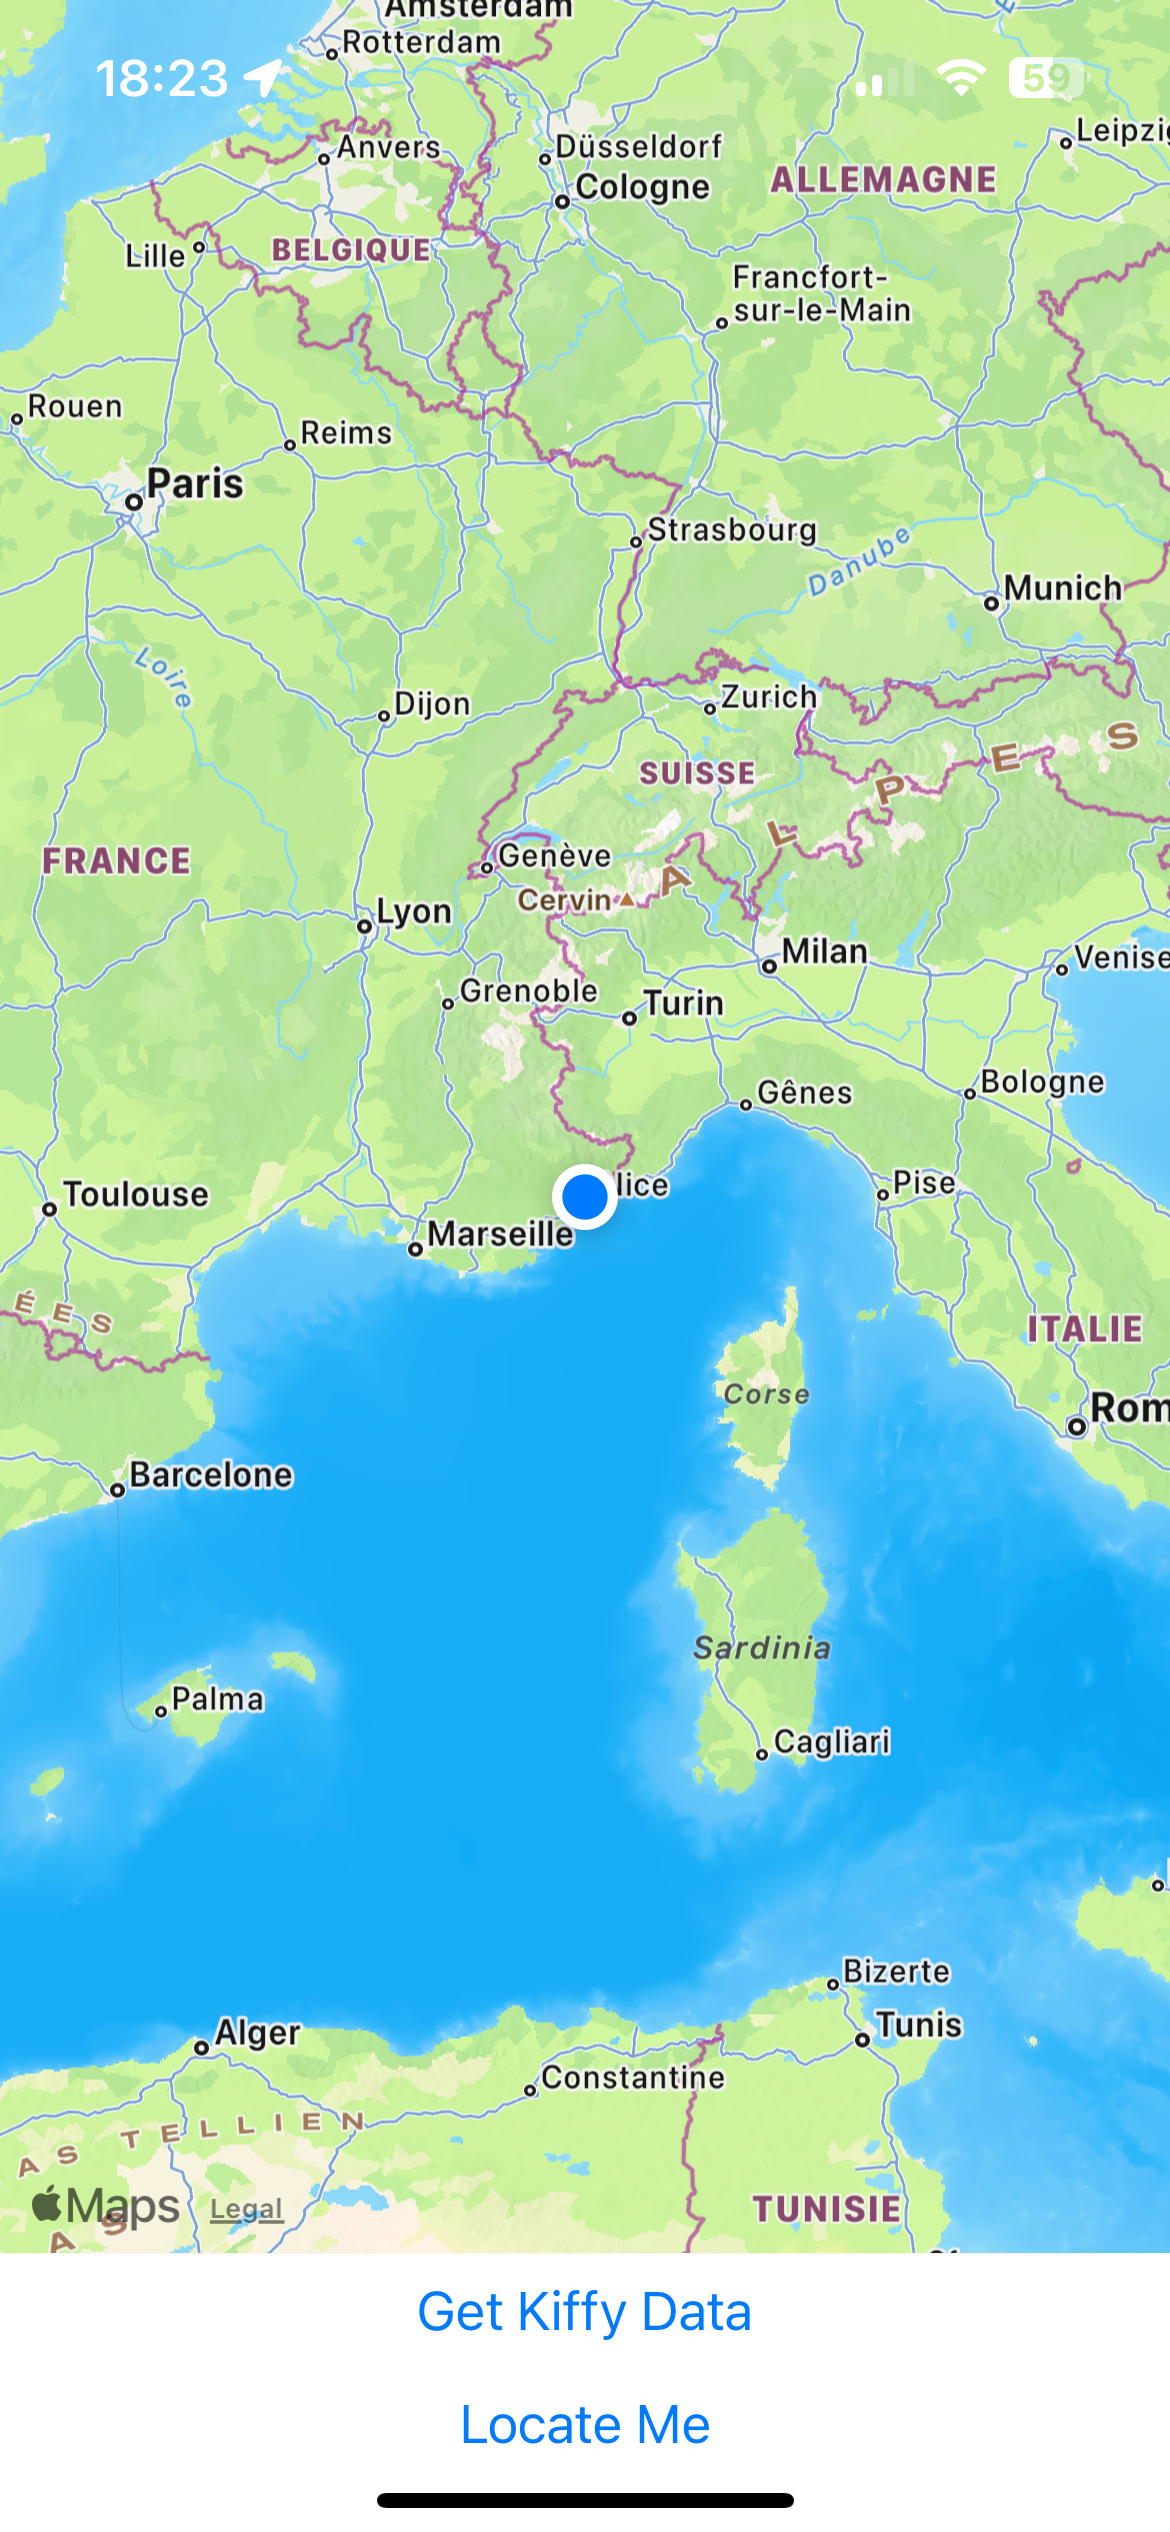 Amsterdam
Rotterdam
18:23
59
Anvers
Düsseldorf
Leipzig
Cologne
ALLEMAGNE
Lille
BELGIQUE
Francfort-
sur-le-Main
Rouen
Reims
Paris
Strasbourg
Danube
Munich
Loire
Dijon
Zurich
SUISSE
ALPES
FRANCE
Genève
Cervin
Lyon
Milan
Venise
Grenoble
Turin
Bologne
Gênes
Toulouse
Nice
Pise
Marseille
ÉES
ITALIE
Corse
Rom
Barcelone
Sardinia
Palma
Cagliari
Bizerte
Alger
Tunis
Constantine
AS TELLIEN
Maps
Legal
AS
TUNISIE
Get Kiffy Data
Locate Me